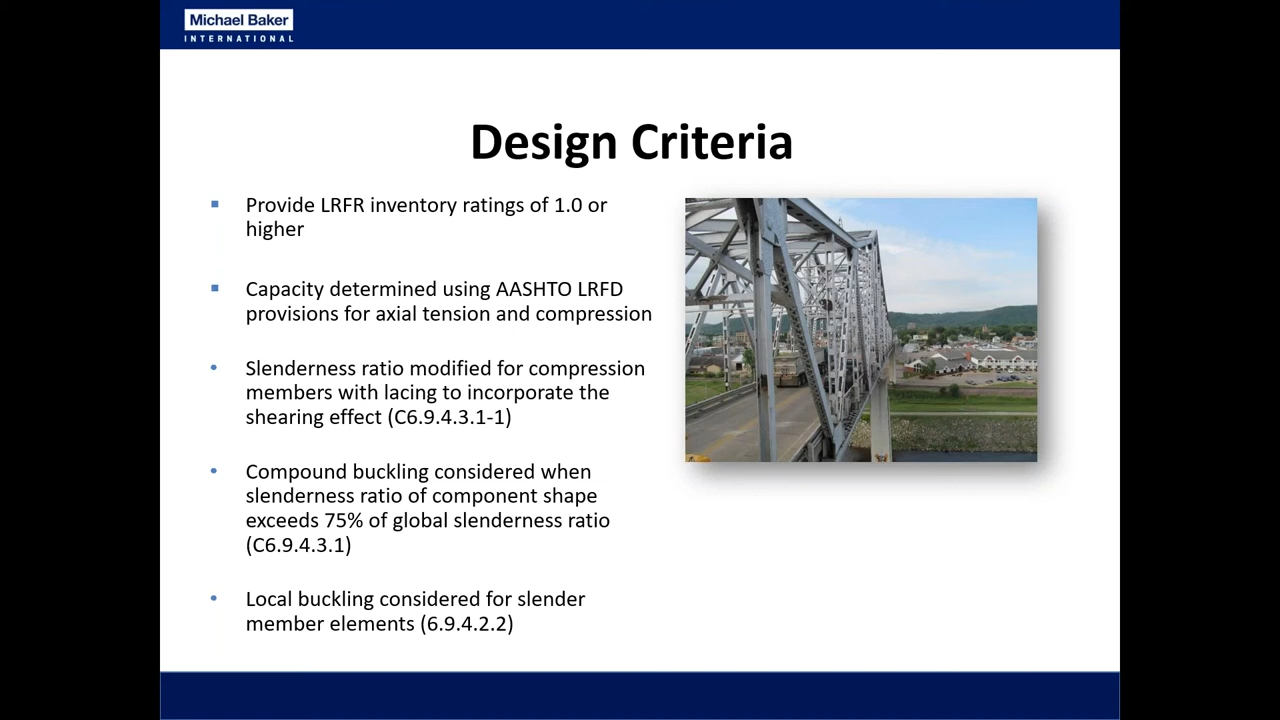 Michael Baker
INTERNATIONAL
Design Criteria
Provide LRFR inventory ratings of 1.0 or
higher
Capacity determined using AASHTO LRFD
provisions for axial tension and compression
Slenderness ratio modified for compression
members with lacing to incorporate the
shearing effect (C6.9.4.3.1-1)
Compound buckling considered when
slenderness ratio of component shape
exceeds 75% of global slenderness ratio
(C6.9.4.3.1)
Local buckling considered for slender
member elements (6.9.4.2.2)